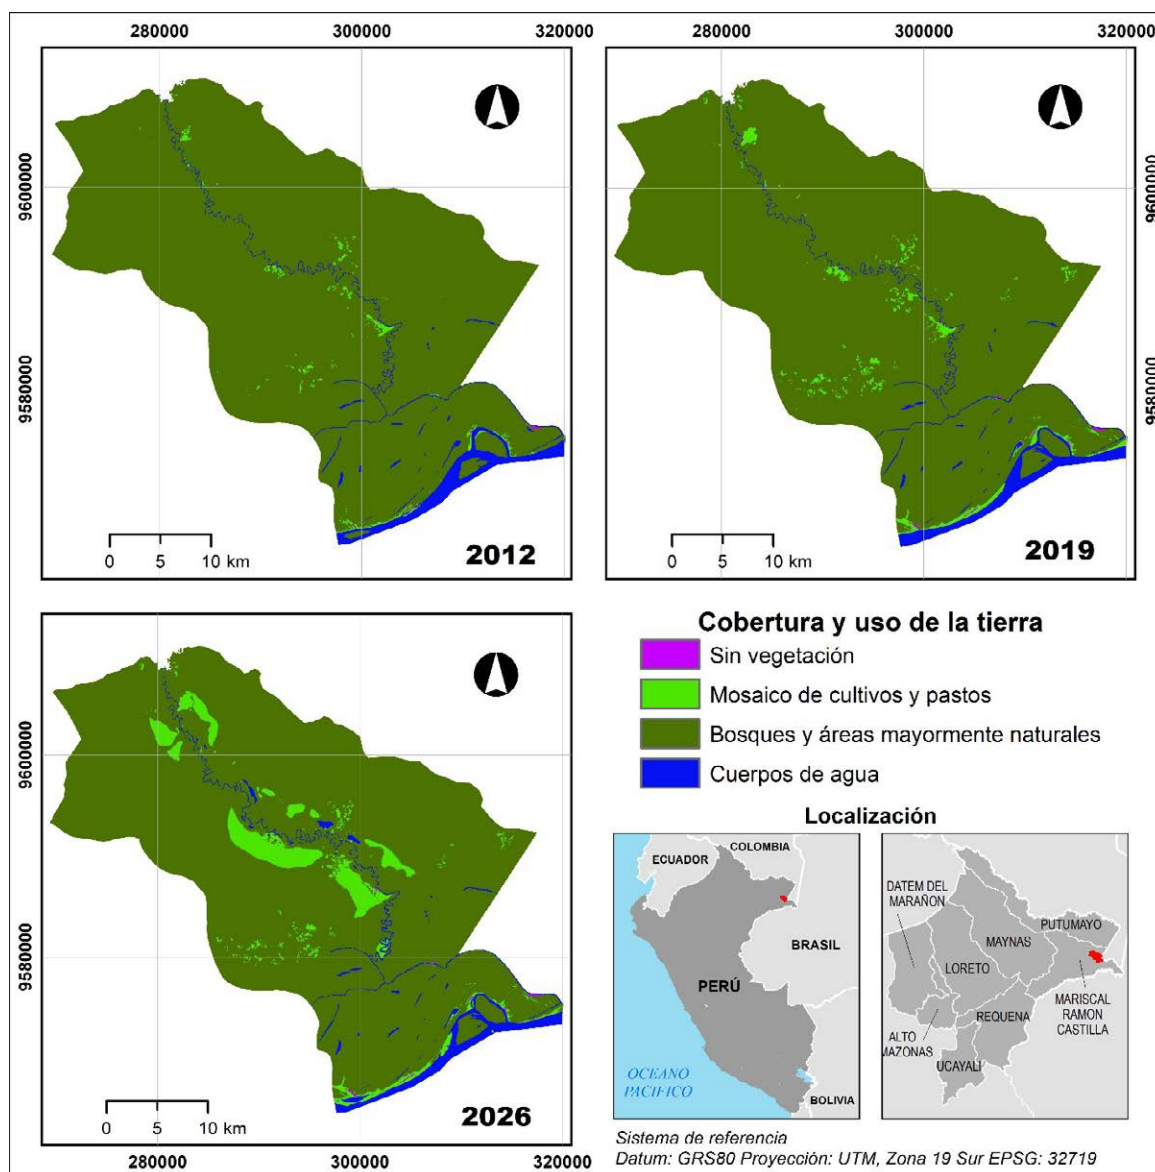 280000 300000 320000
280000 300000 320000
9600000
9580000
0 5 10 km
2012
9600000
9580000
0 5 10 km
2019
9600000
9580000
0 5 10 km
2026
280000 300000 320000
Cobertura y uso de la tierra
Sin vegetación
Mosaico de cultivos y pastos
Bosques y áreas mayormente naturales
Cuerpos de agua
Localización
ECUADOR
COLOMBIA
BRASIL
PERÚ
OCEANO
PACIFICO
BOLIVIA
DATEM DEL
MARAÑON
PUTUMAYO
MAYNAS
LORETO
MARISCAL
RAMON
CASTILLA
REQUENA
ALTO
AMAZONAS
UCAYALI
Sistema de referencia
Datum: GRS80 Proyección: UTM, Zona 19 Sur EPSG: 32719